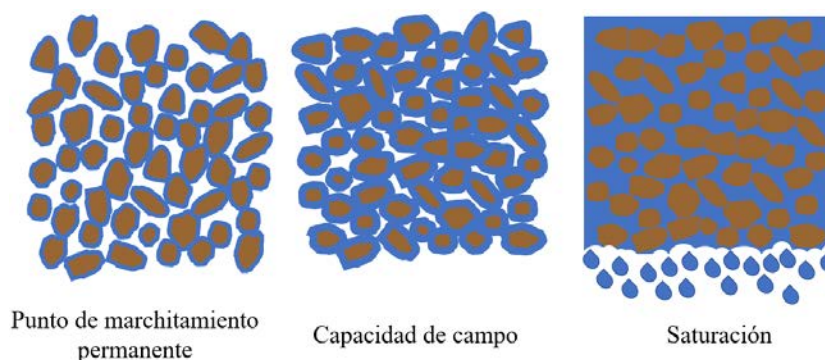 Punto de marchitamiento
permanente
Capacidad de campo
Saturación